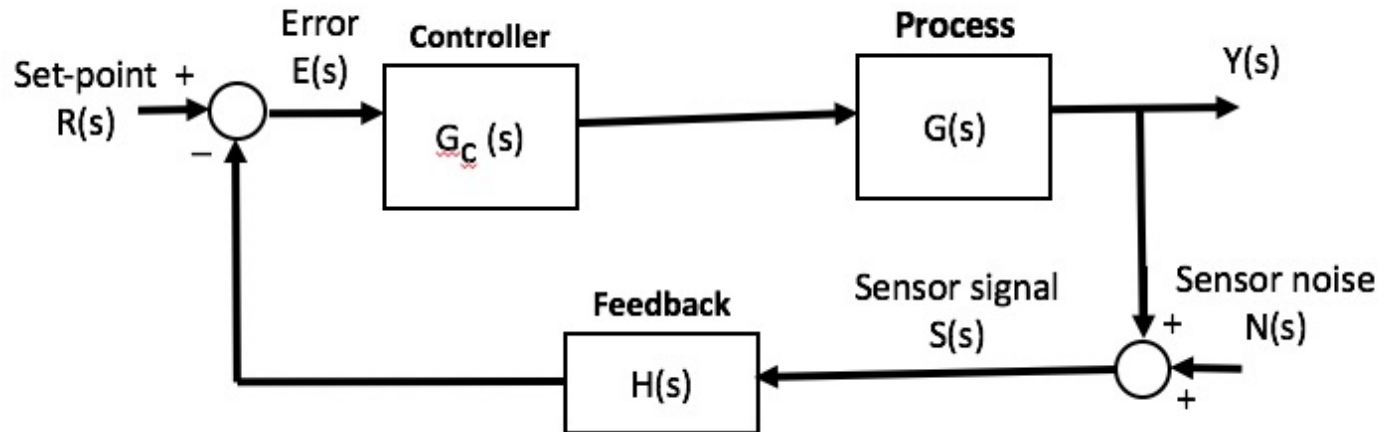 Error
E(s)
Controller
Process
Set-point +
R(s)
−
G_C (s)
G(s)
Y(s)
Feedback
H(s)
Sensor signal
S(s)
Sensor noise
N(s)
+
+